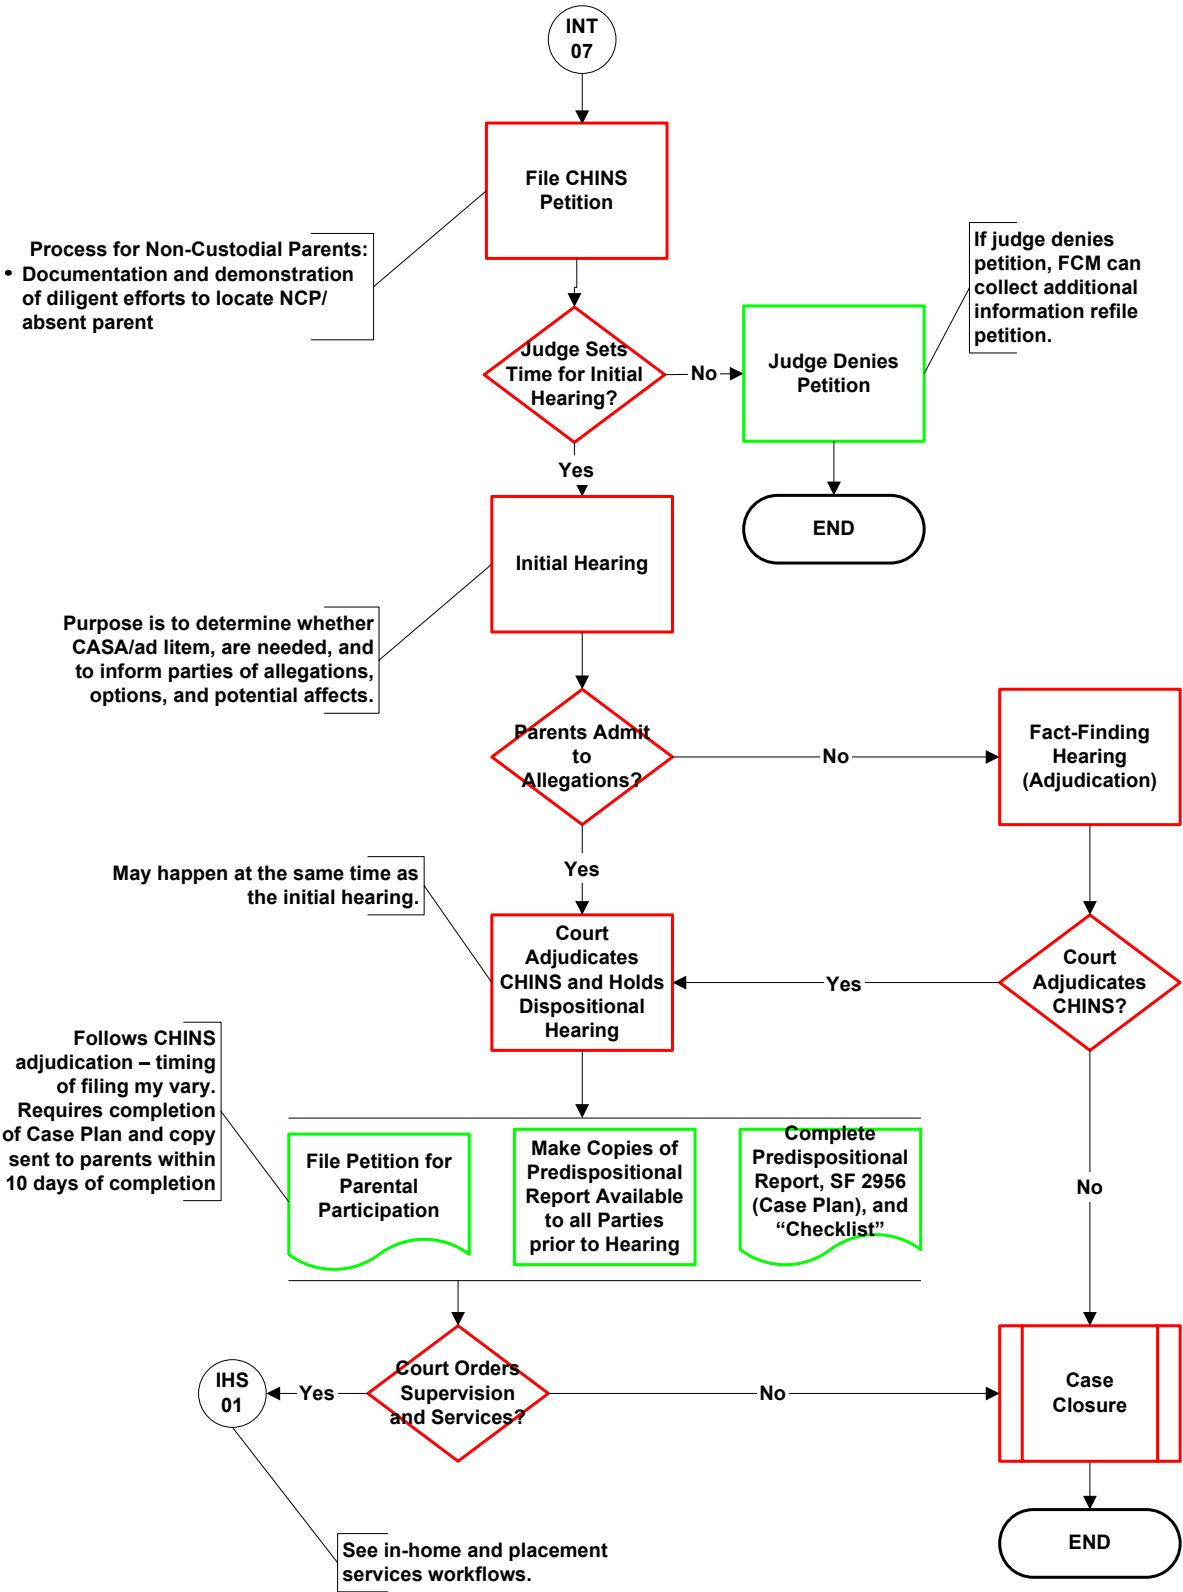 INT
07
File CHINS
Petition
Process for Non-Custodial Parents:
• Documentation and demonstration
of diligent efforts to locate NCP/
absent parent
If judge denies
petition, FCM can
collect additional
information refile
petition.
Judge Sets
Time for Initial
Hearing?
No
Judge Denies
Petition
Yes
END
Initial Hearing
Purpose is to determine whether
CASA/ad litem, are needed, and
to inform parties of allegations,
options, and potential affects.
Parents Admit
to
Allegations?
No
Fact-Finding
Hearing
(Adjudication)
Yes
May happen at the same time as
the initial hearing.
Court
Adjudicates
CHINS and Holds
Dispositional
Hearing
Yes
Court
Adjudicates
CHINS?
Follows CHINS
adjudication – timing
of filing my vary.
Requires completion
of Case Plan and copy
sent to parents within
10 days of completion
File Petition for
Parental
Participation
Make Copies of
Predispositional
Report Available
to all Parties
prior to Hearing
Complete
Predispositional
Report, SF 2956
(Case Plan), and
“Checklist”
No
IHS
01
Yes
Court Orders
Supervision
and Services?
No
Case
Closure
END
See in-home and placement
services workflows.